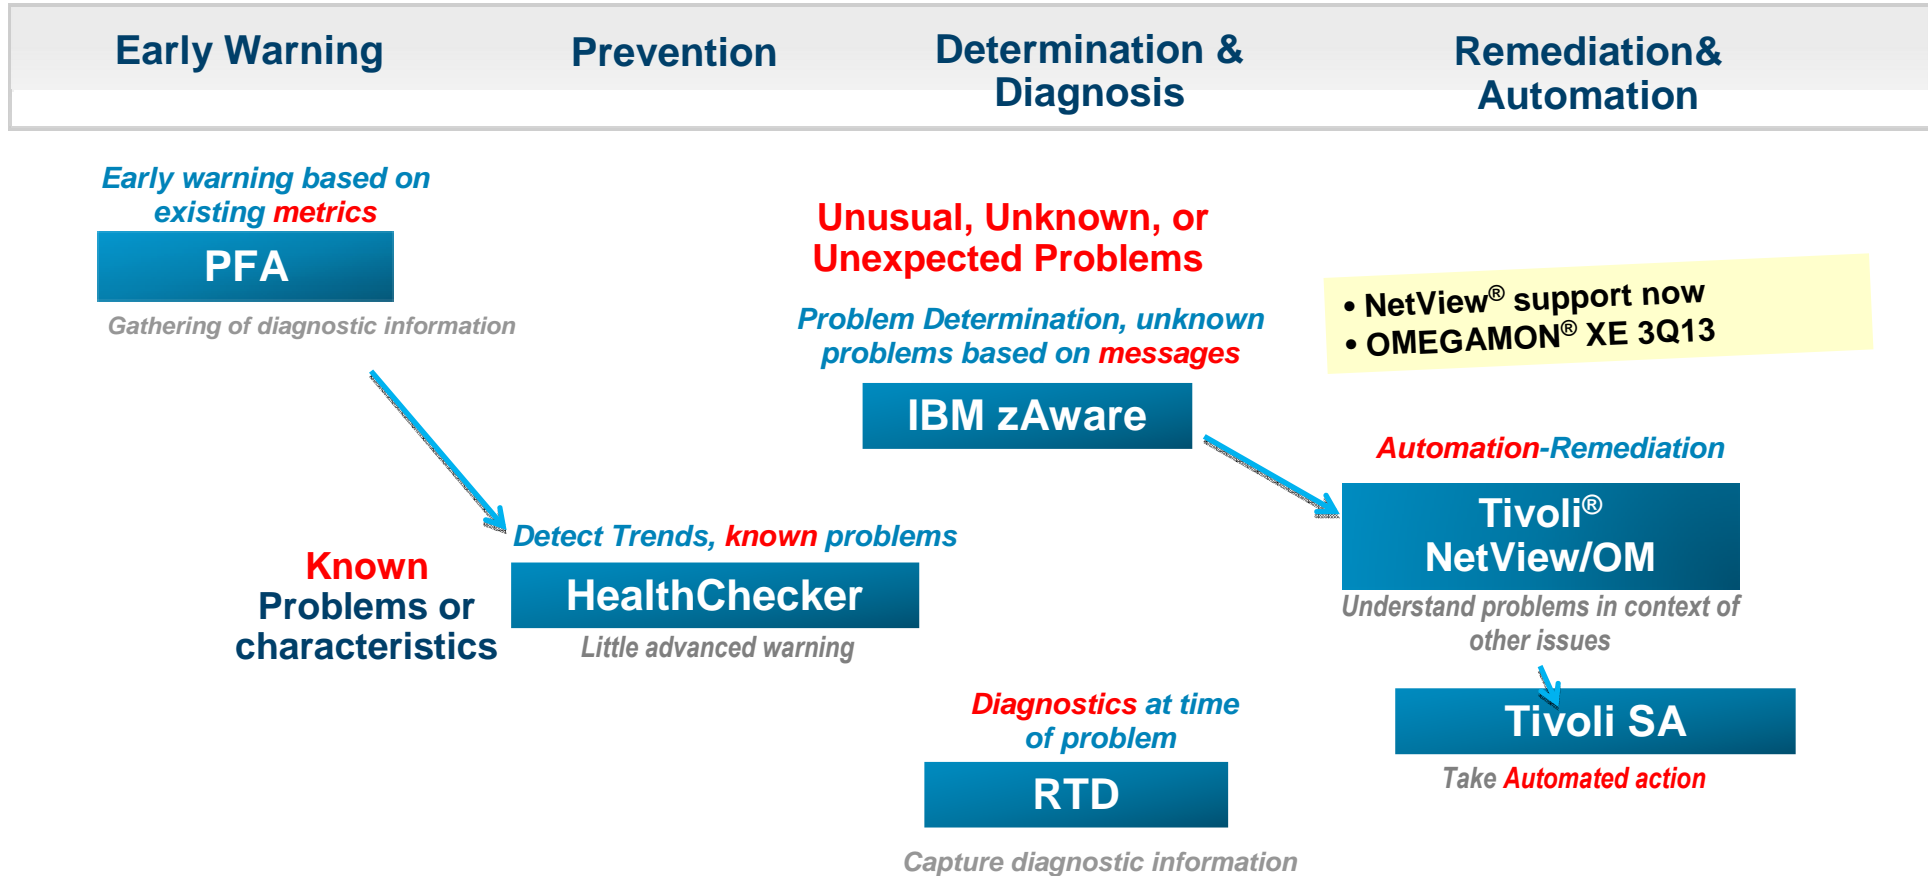 Early Warning
Prevention
Determination &
Diagnosis
Remediation&
Automation
Early warning based on
existing metrics
PFA
Gathering of diagnostic information
Unusual, Unknown, or
Unexpected Problems
Problem Determination, unknown
problems based on messages
IBM zAware
• NetView® support now
• OMEGAMON® XE 3Q13
Automation-Remediation
Tivoli®
NetView/OM
Understand problems in context of
other issues
Known
Problems or
characteristics
Detect Trends, known problems
HealthChecker
Little advanced warning
Diagnostics at time
of problem
RTD
Capture diagnostic information
Tivoli SA
Take Automated action